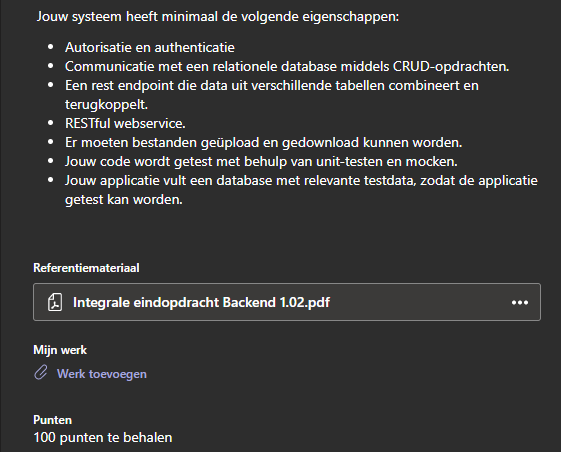 Jouw systeem heeft minimaal de volgende eigenschappen:
• Autorisatie en authenticatie
• Communicatie met een relationele database middels CRUD-opdrachten.
• Een rest endpoint die data uit verschillende tabellen combineert en
terugkoppelt.
• RESTful webservice.
• Er moeten bestanden geüpload en gedownload kunnen worden.
• Jouw code wordt getest met behulp van unit-testen en mocken.
• Jouw applicatie vult een database met relevante testdata, zodat de applicatie
getest kan worden.
Referentiemateriaal
Integrale eindopdracht Backend 1.02.pdf
Mijn werk
Werk toevoegen
Punten
100 punten te behalen